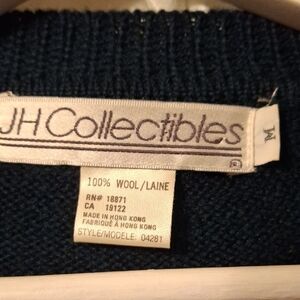 JH Collectibles
M
100% WOOL/LAINE
RN# 18871
CA 19122
MADE IN HONG KONG
FABRIQUÉ À HONG KONG
STYLE/MODELE: 04281